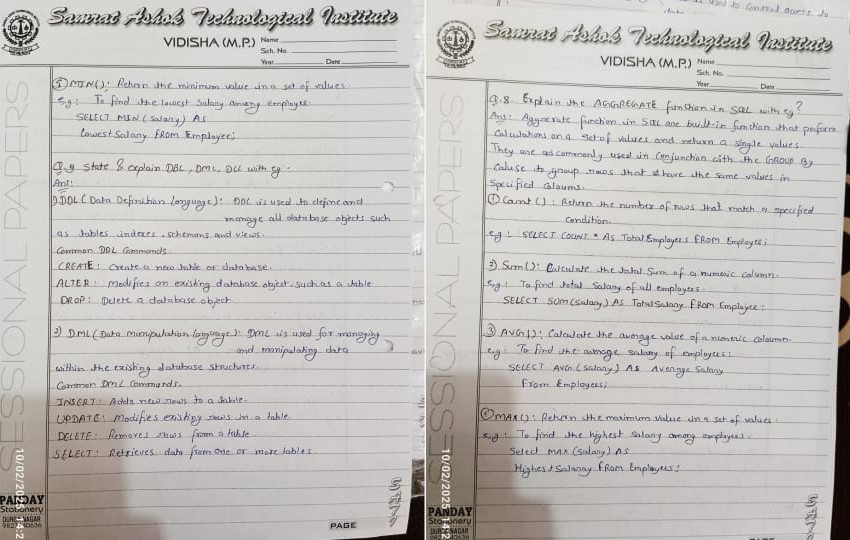 Samrat Ashok Technological Institute
VIDISHA (M.P.)
Name
Sch. No.
Year Date
SESSIONAL PAPERS
⑤ MIN(): Return the minimum value in a set of values.
eg: To find the lowest salary among employee
SELECT MIN (salary) AS
Lowest Salary FROM Employee;
Q.9 State & explain DBL, DML, DCL with eg.
Ans:
1) DDL (Data Definition Language): DDL is used to define and
manage all database objects such
as tables indexes, schemans and views.
Common DDL Commands.
CREATE: Create a new table or database.
ALTER: Modifies an existing database object, such as a table
DROP: Delete a database object
2) DML (Data manipulation language): DML is used for managing
and manipulating data
within the existing database structures.
Common DML Commands.
INSERT: Adds new rows to a table.
UPDATE: Modifies existing rows in a table
DELETE: Removes rows from a table.
SELECT: Retrieves data from one or more tables.
PANDAY
Stationery
DURGA NAGAR
PAGE
10/02/2025 14:2
used to control access to
Samrat Ashok Technological Institute
VIDISHA (M.P.)
Name
Sch. No.
Year Date
SESSIONAL PAPERS
Q.8. Explain the AGGREGATE function in SQL with eg?
Ans: Aggregate function in SQL are built-in function that perform
Calculations on a set of values and return a single values.
They are commonly used in Conjunction with the GROUP By
Caluse to group rows that share the same values in
Specified Coloumns.
① Count(): Return the number of rows that match a specified
condition.
eg: SELECT COUNT * As Total Employees FROM Employee;
2) Sum(): Calculate the total Sum of a numeric column.
eg: To find total Salary of all employees.
SELECT SUM (salary) AS Total Salary FROM Employee:
③ AVG(): Calculate the average value of a numeric coloumn.
eg: To find the average salary of employees:
SELECT AVG (salary) AS Average Salary
From Employees;
④ MAX(): Return the maximum value in a set of values.
eg: To find the highest salary among employees.
Select MAX (salary) AS
Highest Salary FROM Employees;
PANDAY
Stationery
DURGA NAGAR
10/02/2025 14:2